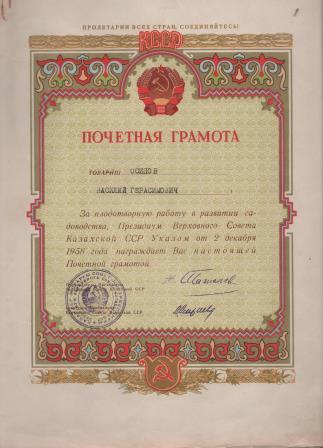 ПРОЛЕТАРИИ ВСЕХ СТРАН, СОЕДИНЯЙТЕСЬ!
КССР
ПОЧЕТНАЯ ГРАМОТА
ТОВАРИЩ ОСИПОВ
ВАСИЛИЙ ГЕРАСИМОВИЧ
За плодотворную работу в развитии са-
доводства, Президиум Верховного Совета
Казахской ССР Указом от 2 декабря
1958 года награждает Вас настоящей
Почетной грамотой.